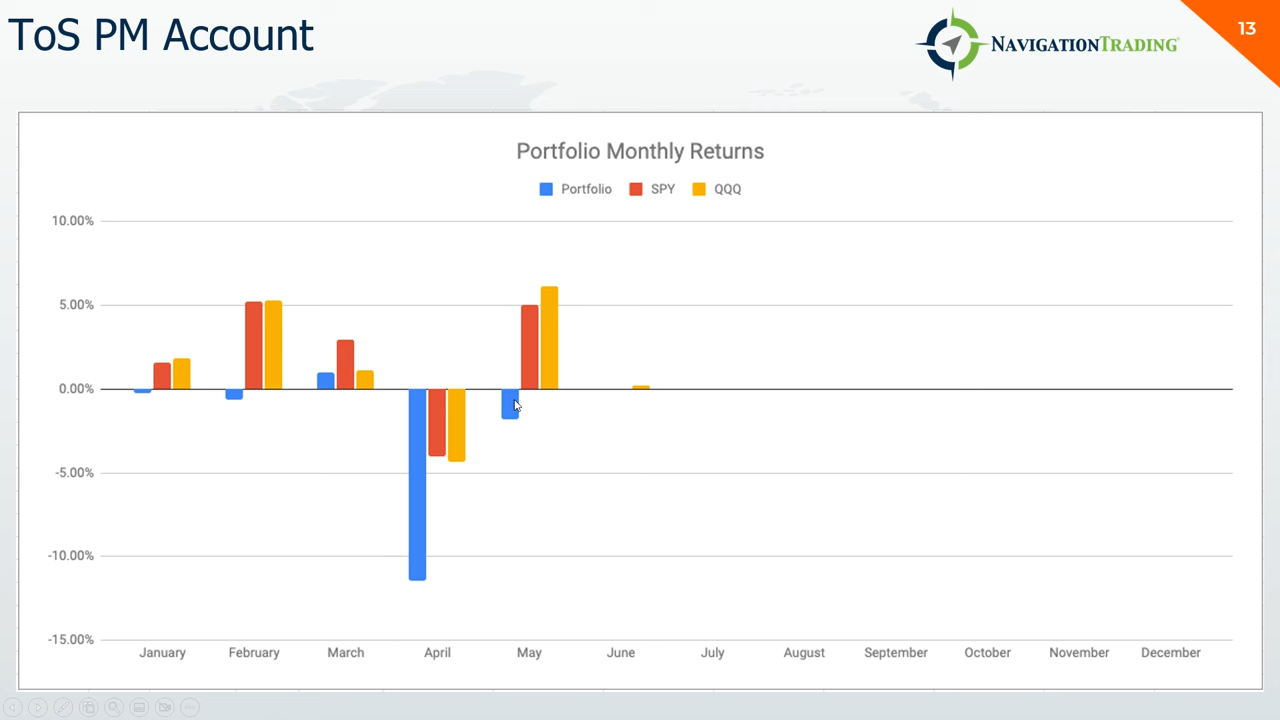 ToS PM Account
NAVIGATIONTRADING®
13
Portfolio Monthly Returns
Portfolio SPY QQQ
10.00%
5.00%
0.00%
-5.00%
-10.00%
-15.00%
January February March April May June July August September October November December